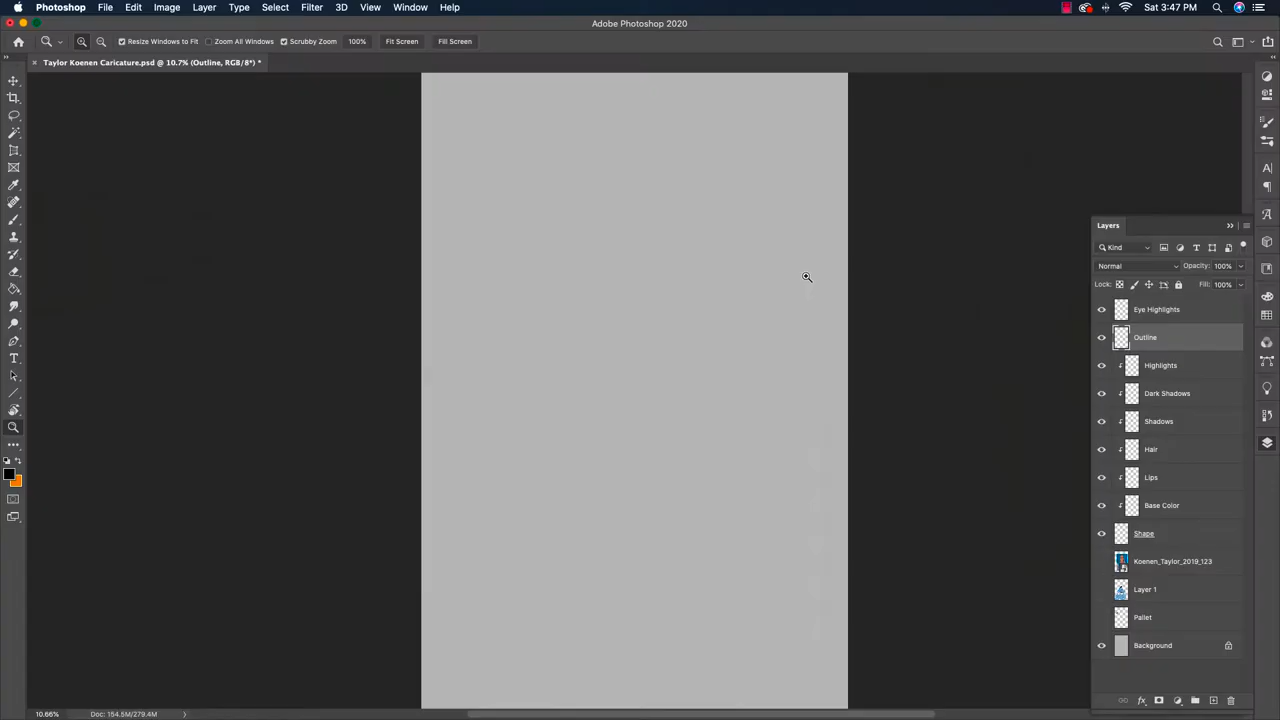 Photoshop File Edit Image Layer Type Select Filter 3D View Window Help Sat 3:47 PM
Adobe Photoshop 2020
Resize Windows to Fit Zoom All Windows Scrubby Zoom 100% Fit Screen Fill Screen
Taylor Koenen Caricature.psd @ 10.7% (Outline, RGB/8*) *
Layers
Kind
Normal Opacity: 100%
Lock: Fill: 100%
Eye Highlights
Outline
Highlights
Dark Shadows
Shadows
Hair
Lips
Base Color
Shape
Koenen_Taylor_2019_123
Layer 1
Pallet
Background
10.66% Doc: 154.5M/279.4M